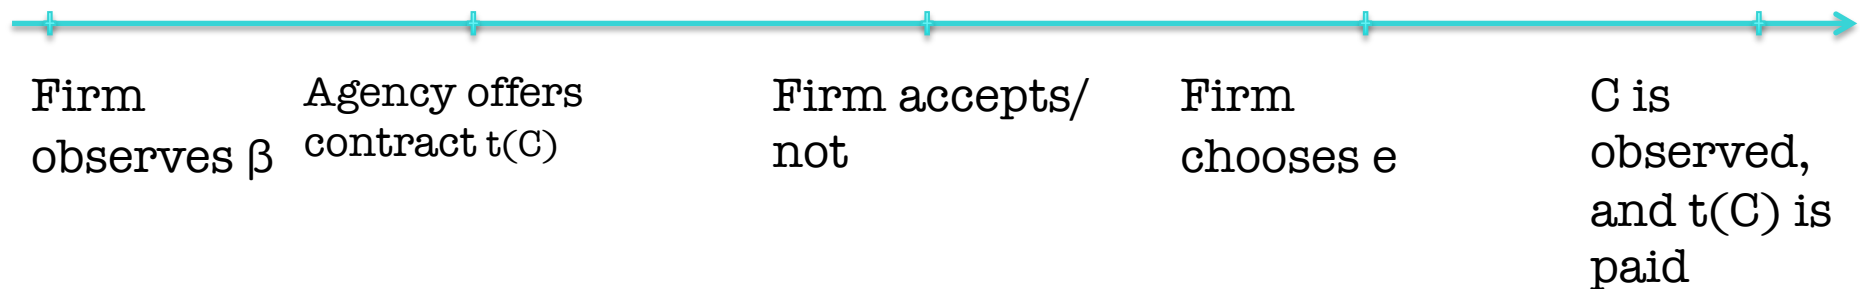 Firm
observes β
Agency offers
contract t(C)
Firm accepts/
not
Firm
chooses e
C is
observed,
and t(C) is
paid